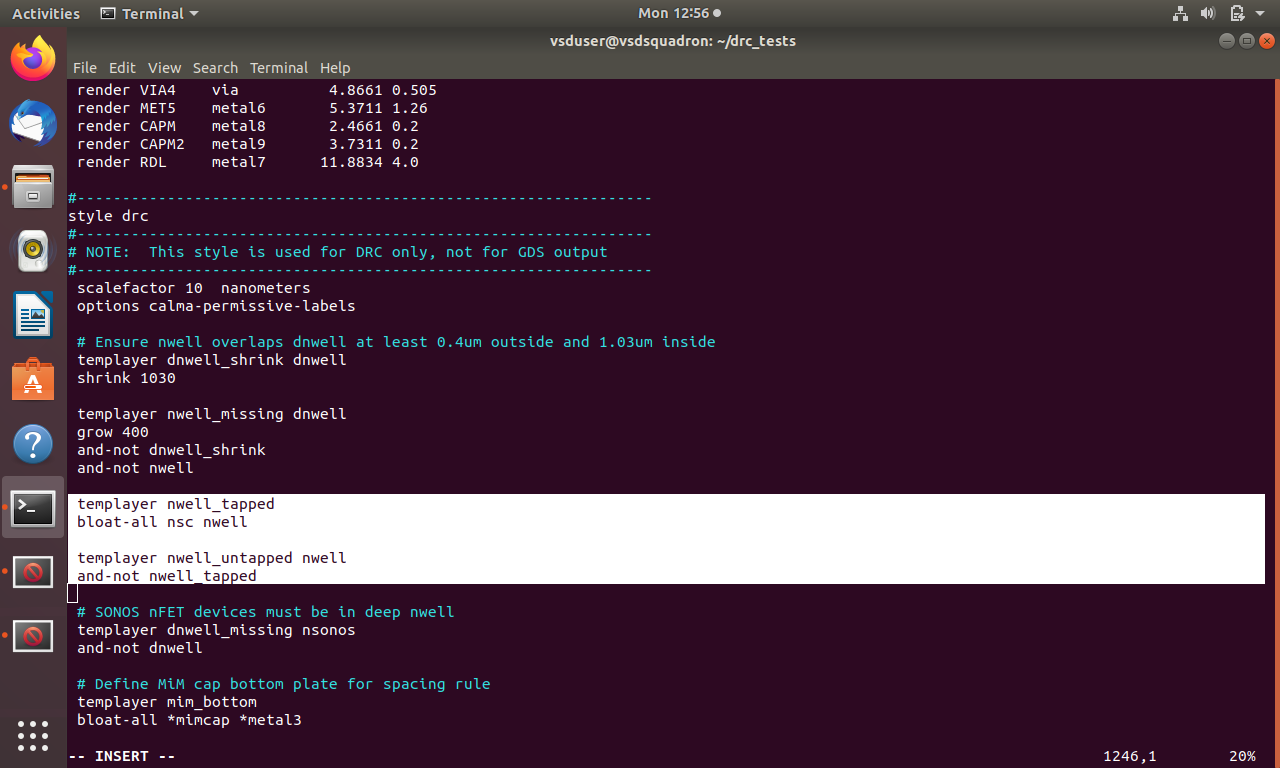 Activities Terminal Mon 12:56
vsduser@vsdsquadron: ~/drc_tests
File Edit View Search Terminal Help
render VIA4 via 4.8661 0.505
render MET5 metal6 5.3711 1.26
render CAPM metal8 2.4661 0.2
render CAPM2 metal9 3.7311 0.2
render RDL metal7 11.8834 4.0
#----------------------------------------------------------------
style drc
#----------------------------------------------------------------
# NOTE:  This style is used for DRC only, not for GDS output
#----------------------------------------------------------------
scalefactor 10  nanometers
options calma-permissive-labels
# Ensure nwell overlaps dnwell at least 0.4um outside and 1.03um inside
templayer dnwell_shrink dnwell
shrink 1030
templayer nwell_missing dnwell
grow 400
and-not dnwell_shrink
and-not nwell
templayer nwell_tapped
bloat-all nsc nwell
templayer nwell_untapped nwell
and-not nwell_tapped
# SONOS nFET devices must be in deep nwell
templayer dnwell_missing nsonos
and-not dnwell
# Define MiM cap bottom plate for spacing rule
templayer mim_bottom
bloat-all *mimcap *metal3
-- INSERT -- 1246,1 20%